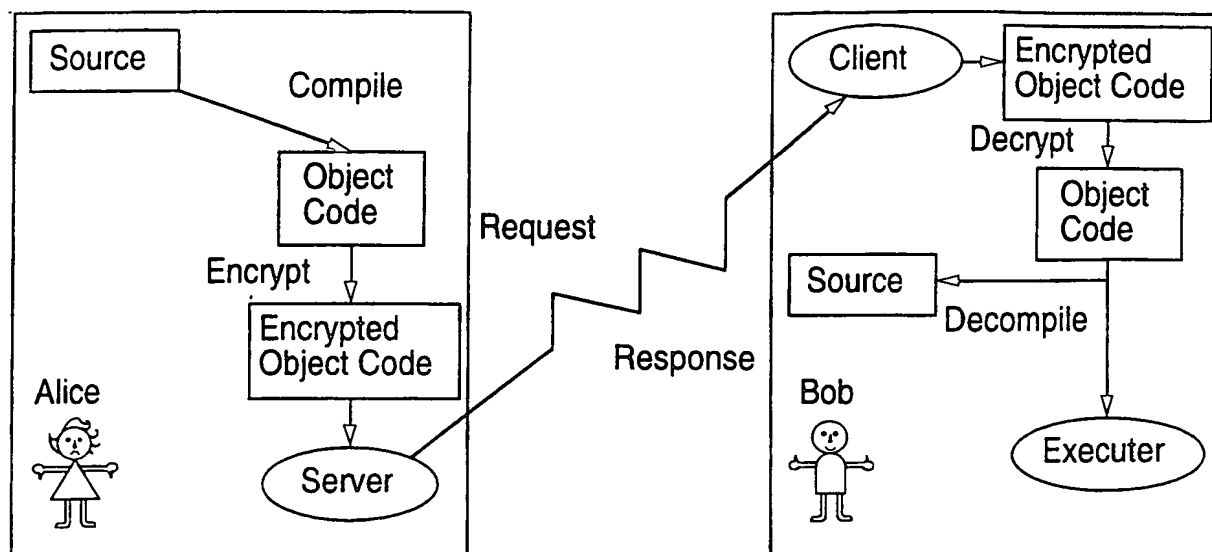 Source
Compile
Object
Code
Encrypt
Encrypted
Object Code
Alice
Server
Request
Response
Client
Encrypted
Object Code
Decrypt
Object
Code
Source
Decompile
Bob
Executer